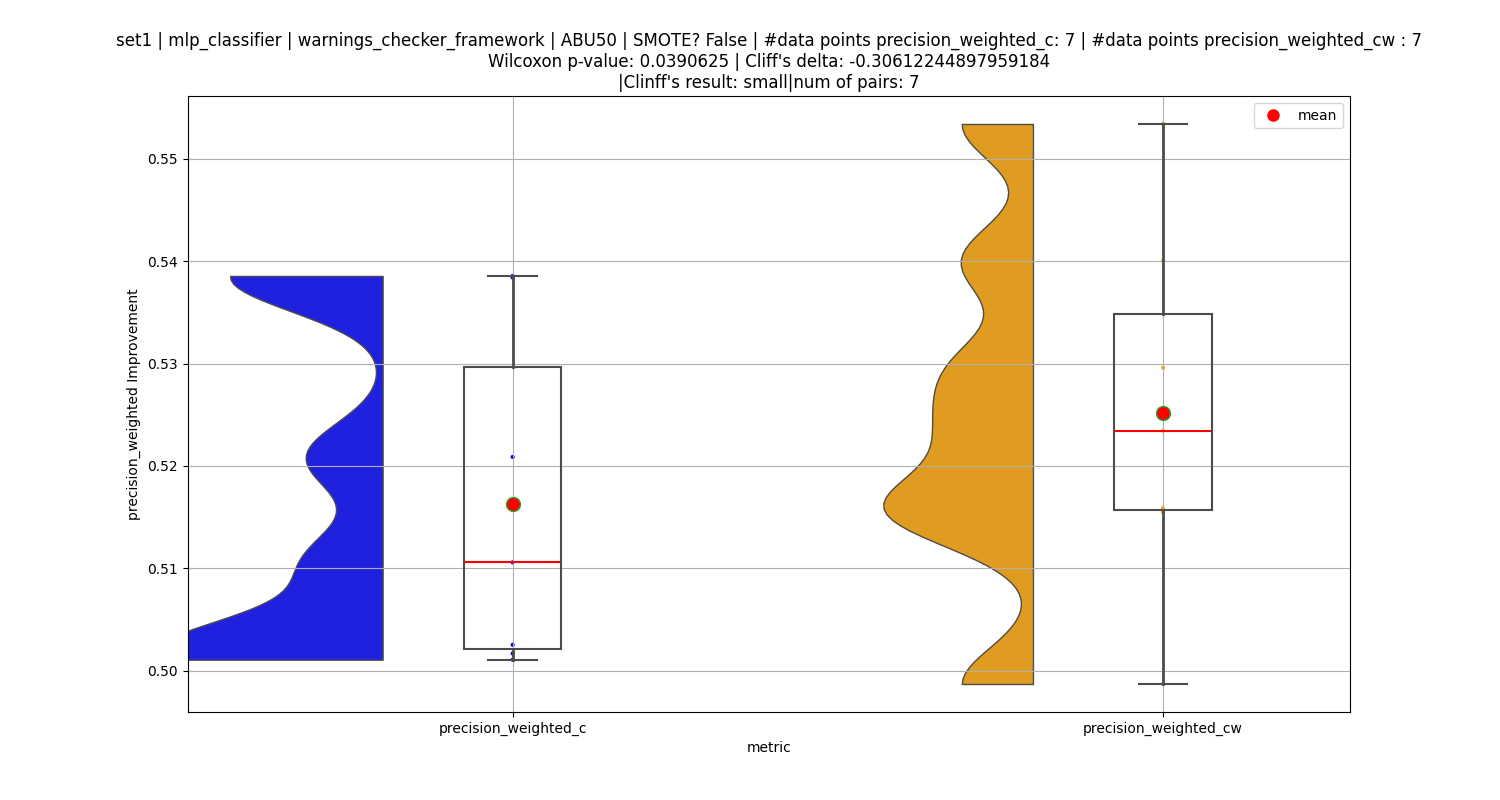 set1 | mlp_classifier | warnings_checker_framework | ABU50 | SMOTE? False | #data points precision_weighted_c: 7 | #data points precision_weighted_cw : 7
Wilcoxon p-value: 0.0390625 | Cliff's delta: -0.30612244897959184
|Clinff's result: small|num of pairs: 7
mean
0.55
0.54
0.53
0.52
0.51
0.50
precision_weighted Improvement
precision_weighted_c
precision_weighted_cw
metric